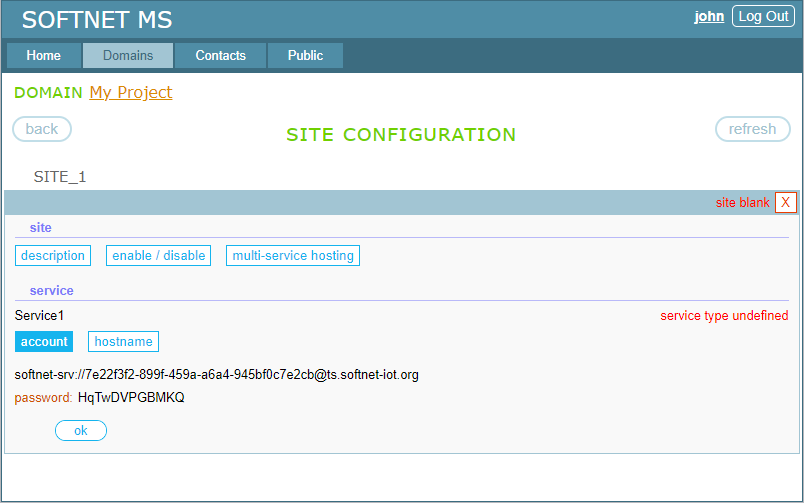 SOFTNET MS
john Log Out
Home Domains Contacts Public
DOMAIN My Project
back SITE CONFIGURATION refresh
SITE_1
site blank X
site
description enable / disable multi-service hosting
service
Service1 service type undefined
account hostname
softnet-srv://7e22f3f2-899f-459a-a6a4-945bf0c7e2cb@ts.softnet-iot.org
password: HqTwDVPGBMKQ
ok